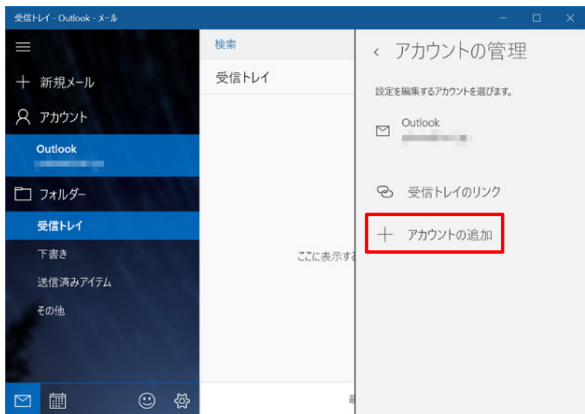 受信トレイ - Outlook - メール
新規メール
アカウント
Outlook
フォルダー
受信トレイ
下書き
送信済みアイテム
その他
検索
受信トレイ
ここに表示す
アカウントの管理
設定を編集するアカウントを選びます。
Outlook
受信トレイのリンク
アカウントの追加